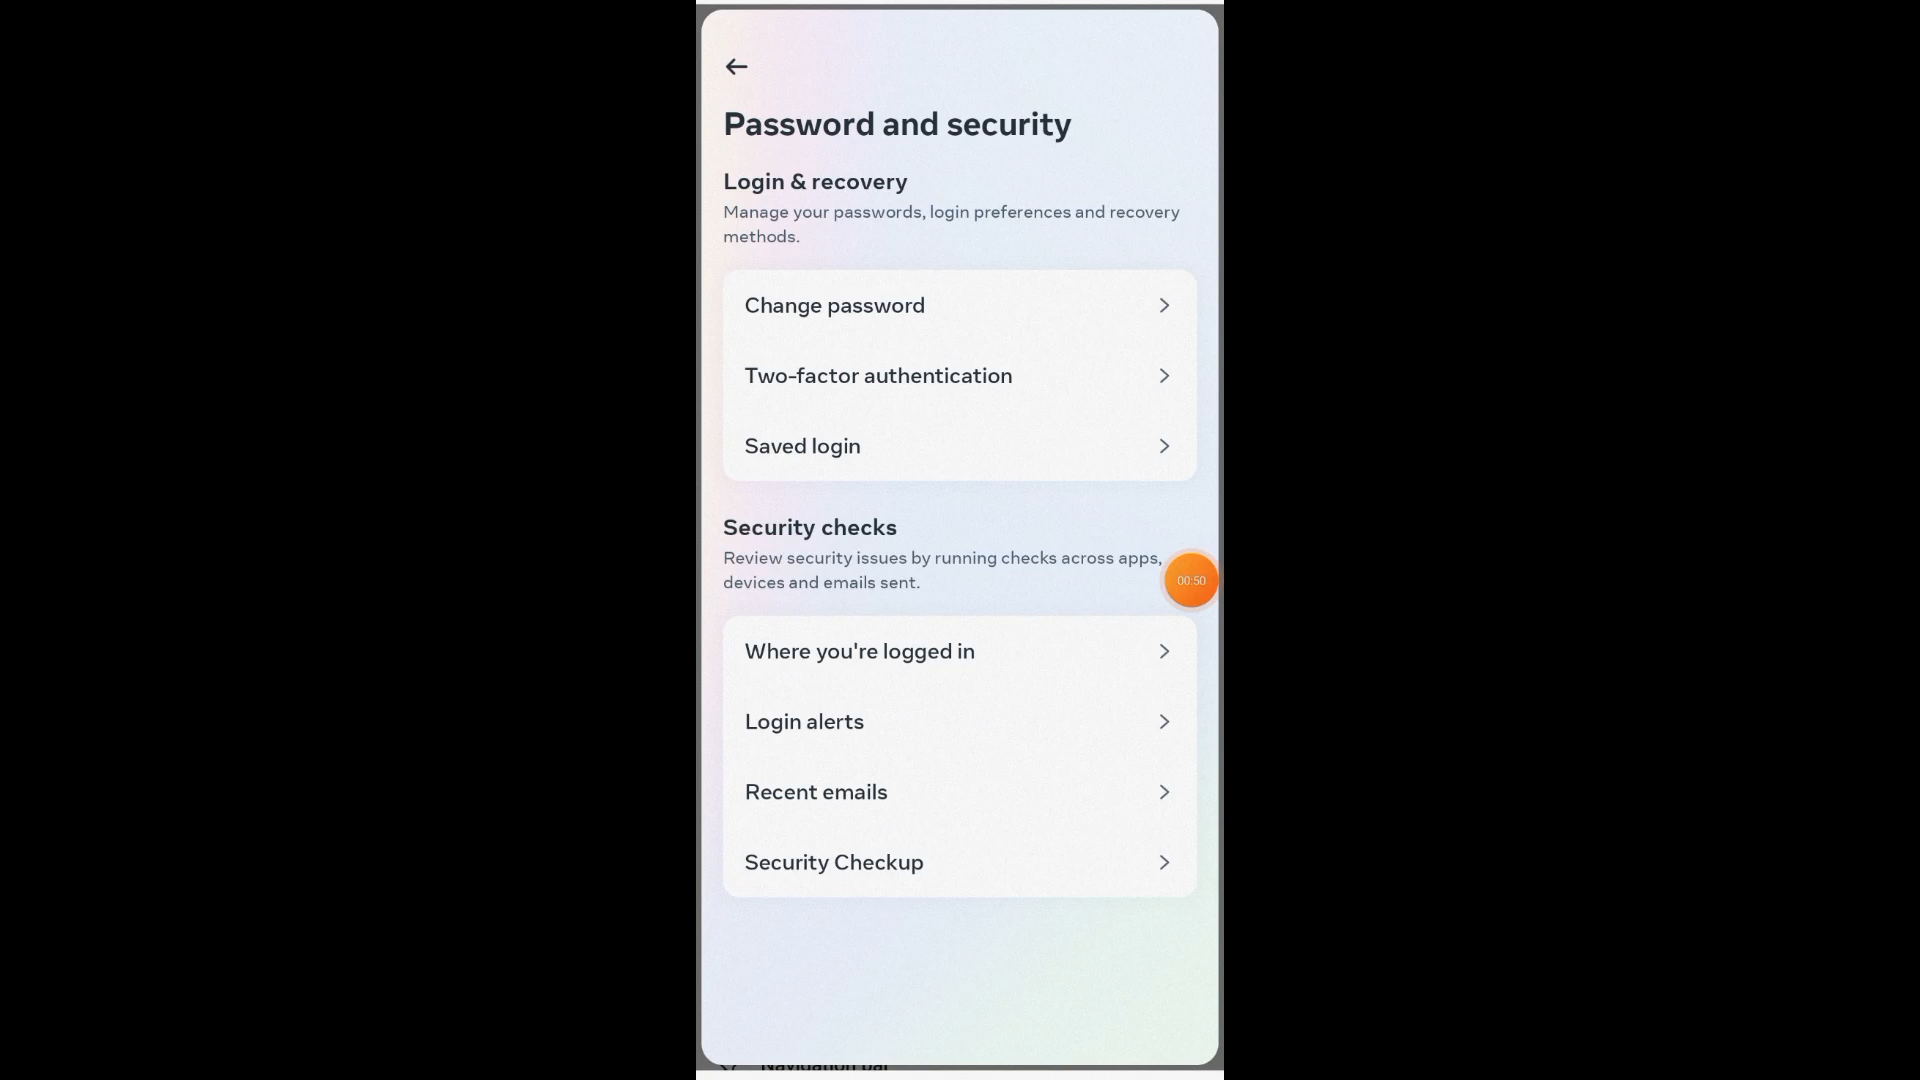 Password and security
Login & recovery
Manage your passwords, login preferences and recovery
methods.
Change password
Two-factor authentication
Saved login
Security checks
Review security issues by running checks across apps,
devices and emails sent.
00:50
Where you're logged in
Login alerts
Recent emails
Security Checkup
Navigation bar